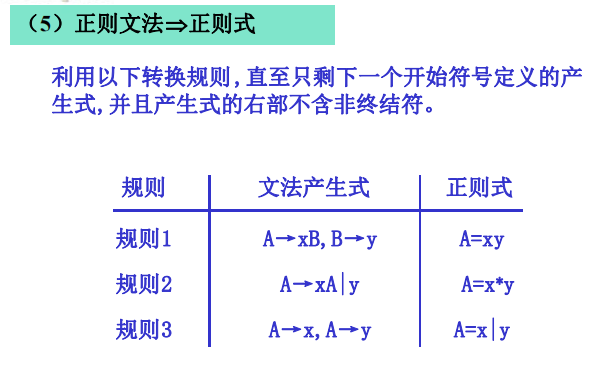 （5）正则文法⇒正则式
利用以下转换规则,直至只剩下一个开始符号定义的产
生式,并且产生式的右部不含非终结符。
规则 文法产生式 正则式
规则1 A→xB,B→y A=xy
规则2 A→xA|y A=x*y
规则3 A→x,A→y A=x|y